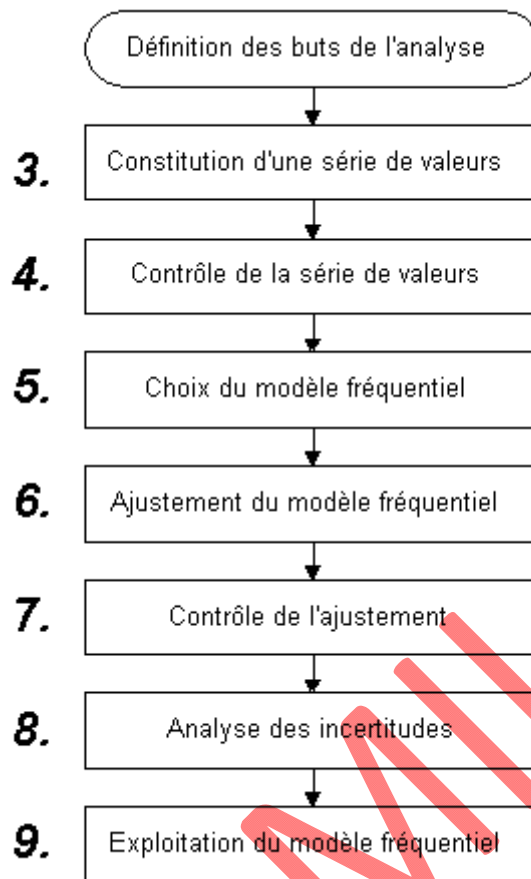 Définition des buts de l'analyse
3. Constitution d'une série de valeurs
4. Contrôle de la série de valeurs
5. Choix du modèle fréquentiel
6. Ajustement du modèle fréquentiel
7. Contrôle de l'ajustement
8. Analyse des incertitudes
9. Exploitation du modèle fréquentiel